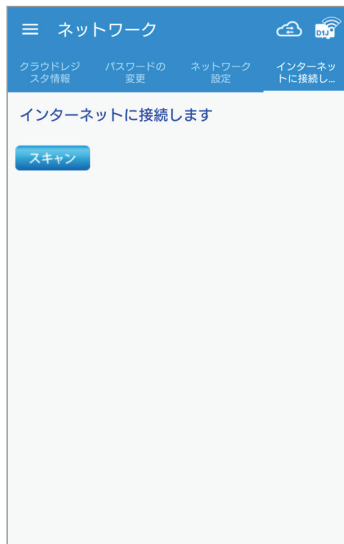 ネットワーク
D1J
クラウドレジ
スタ情報
パスワードの
変更
ネットワーク
設定
インターネッ
トに接続し...
インターネットに接続します
スキャン